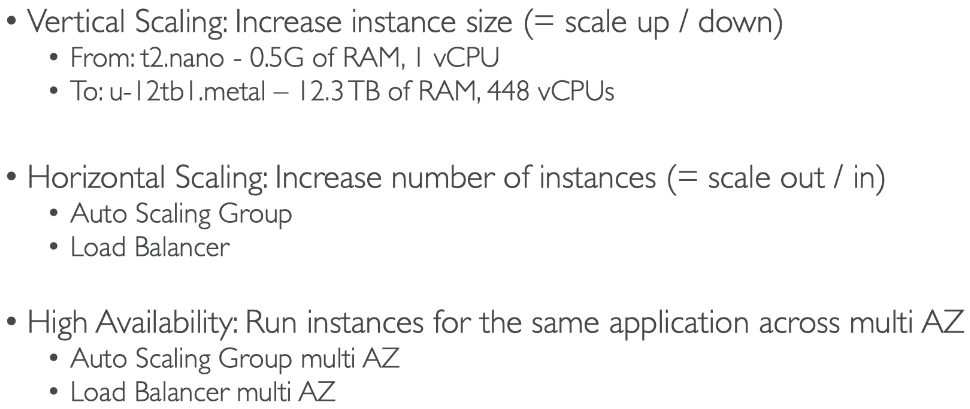 • Vertical Scaling: Increase instance size (= scale up / down)
• From: t2.nano - 0.5G of RAM, 1 vCPU
• To: u-12tb1.metal – 12.3 TB of RAM, 448 vCPUs
• Horizontal Scaling: Increase number of instances (= scale out / in)
• Auto Scaling Group
• Load Balancer
• High Availability: Run instances for the same application across multi AZ
• Auto Scaling Group multi AZ
• Load Balancer multi AZ